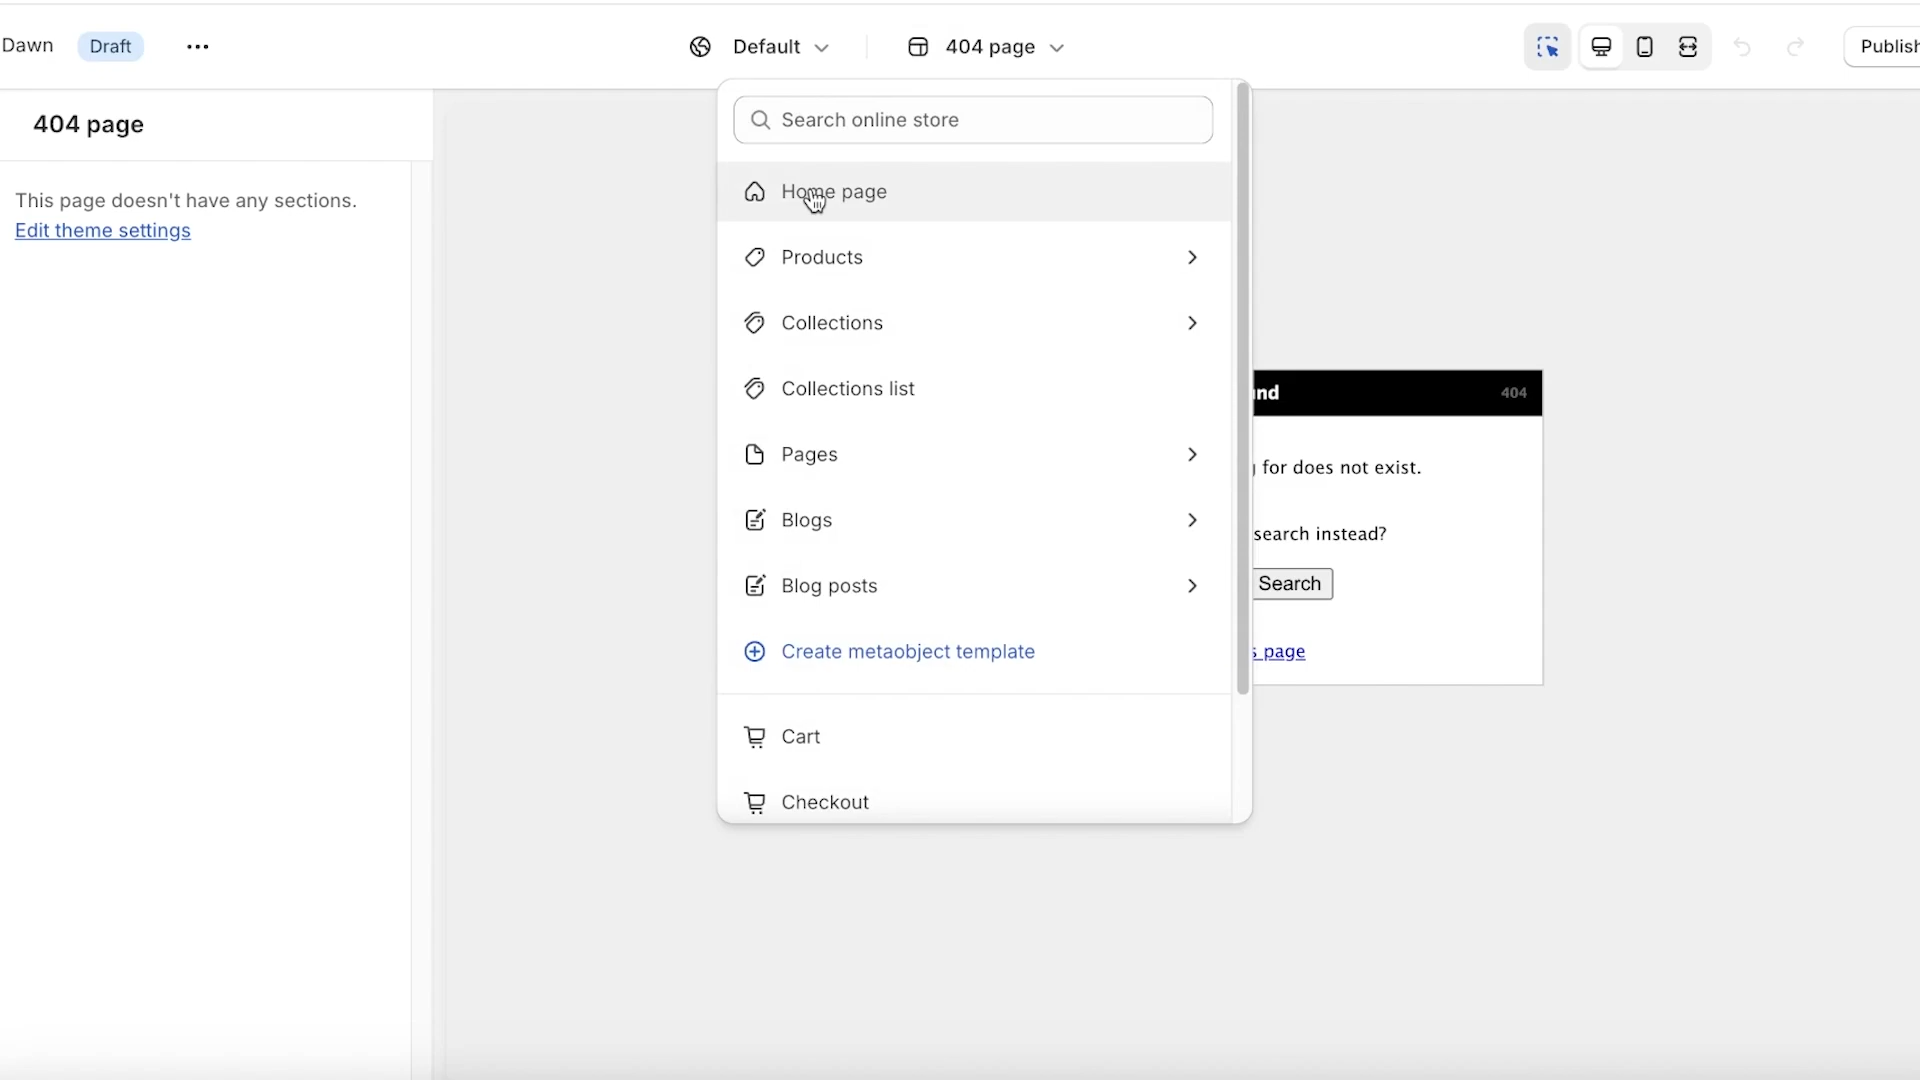 Dawn Draft Default 404 page Publish
404 page
This page doesn't have any sections.
Edit theme settings
Search online store
Home page
Products
Collections
Collections list
Pages
Blogs
Blog posts
Create metaobject template
Cart
Checkout
404
for does not exist.
search instead?
Search
page